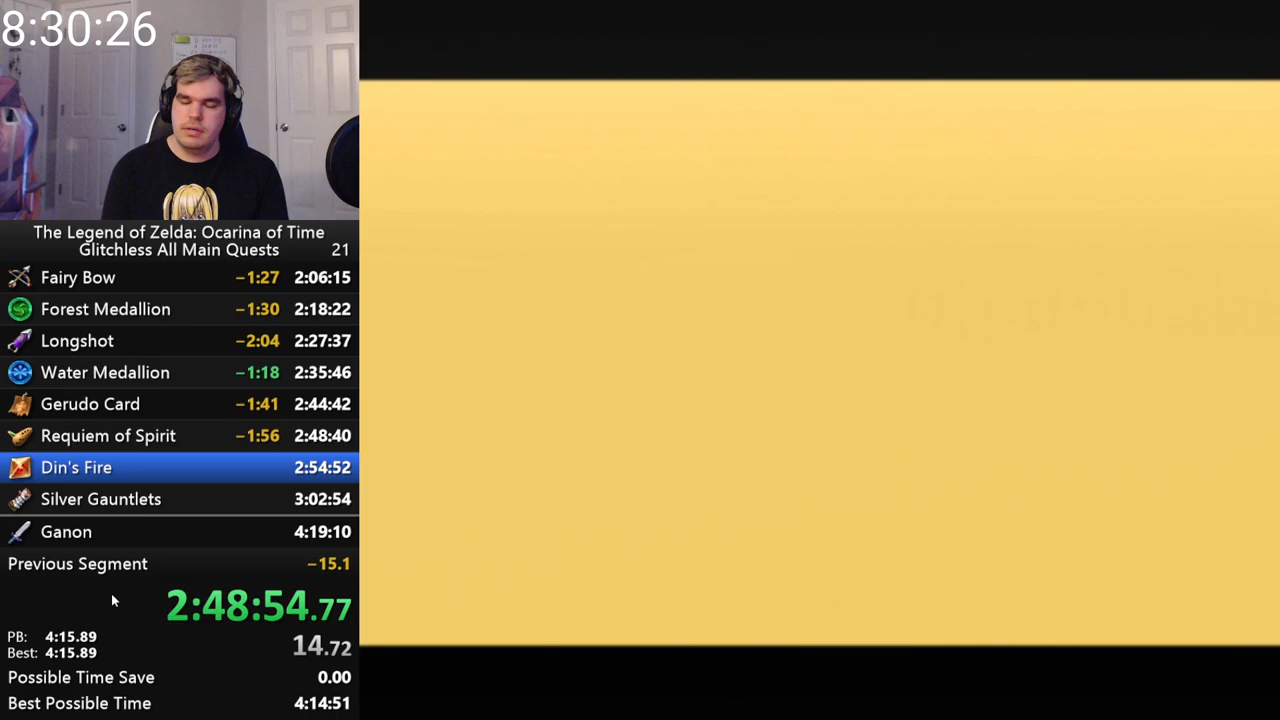 8:30:26
The Legend of Zelda: Ocarina of Time
Glitchless All Main Quests 21
Fairy Bow −1:27 2:06:15
Forest Medallion −1:30 2:18:22
Longshot −2:04 2:27:37
Water Medallion −1:18 2:35:46
Gerudo Card −1:41 2:44:42
Requiem of Spirit −1:56 2:48:40
Din's Fire 2:54:52
Silver Gauntlets 3:02:54
Ganon 4:19:10
Previous Segment −15.1
2:48:54.77
PB: 4:15.89
Best: 4:15.89
14.72
Possible Time Save 0.00
Best Possible Time 4:14:51